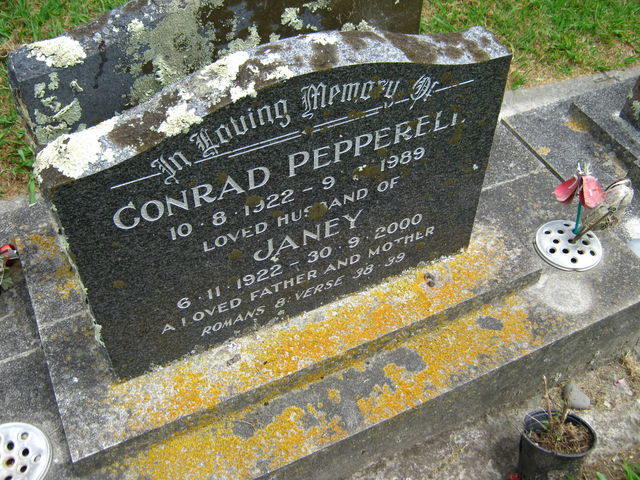 In Loving Memory Of
CONRAD PEPPERELL
10 · 8 · 1922 - 9 · · 1989
LOVED HUSBAND OF
JANEY
6 · 11 · 1922 - 30 · 9 · 2000
A LOVED FATHER AND MOTHER
ROMANS 8 · VERSE 38 · 39